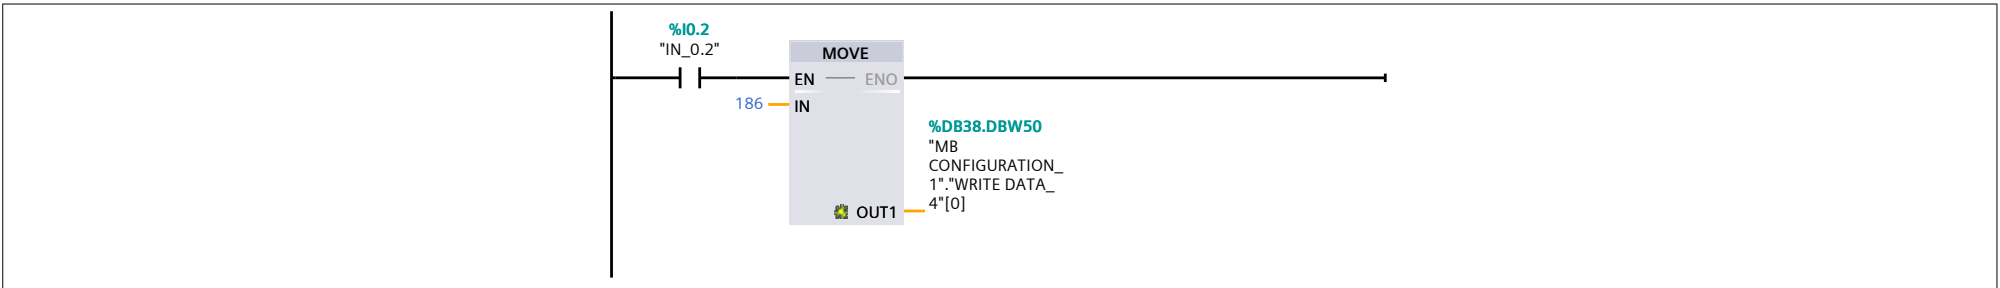 %I0.2
"IN_0.2"
MOVE
EN
ENO
186
IN
%DB38.DBW50
"MB
CONFIGURATION_
1"."WRITE DATA_
4"[0]
OUT1